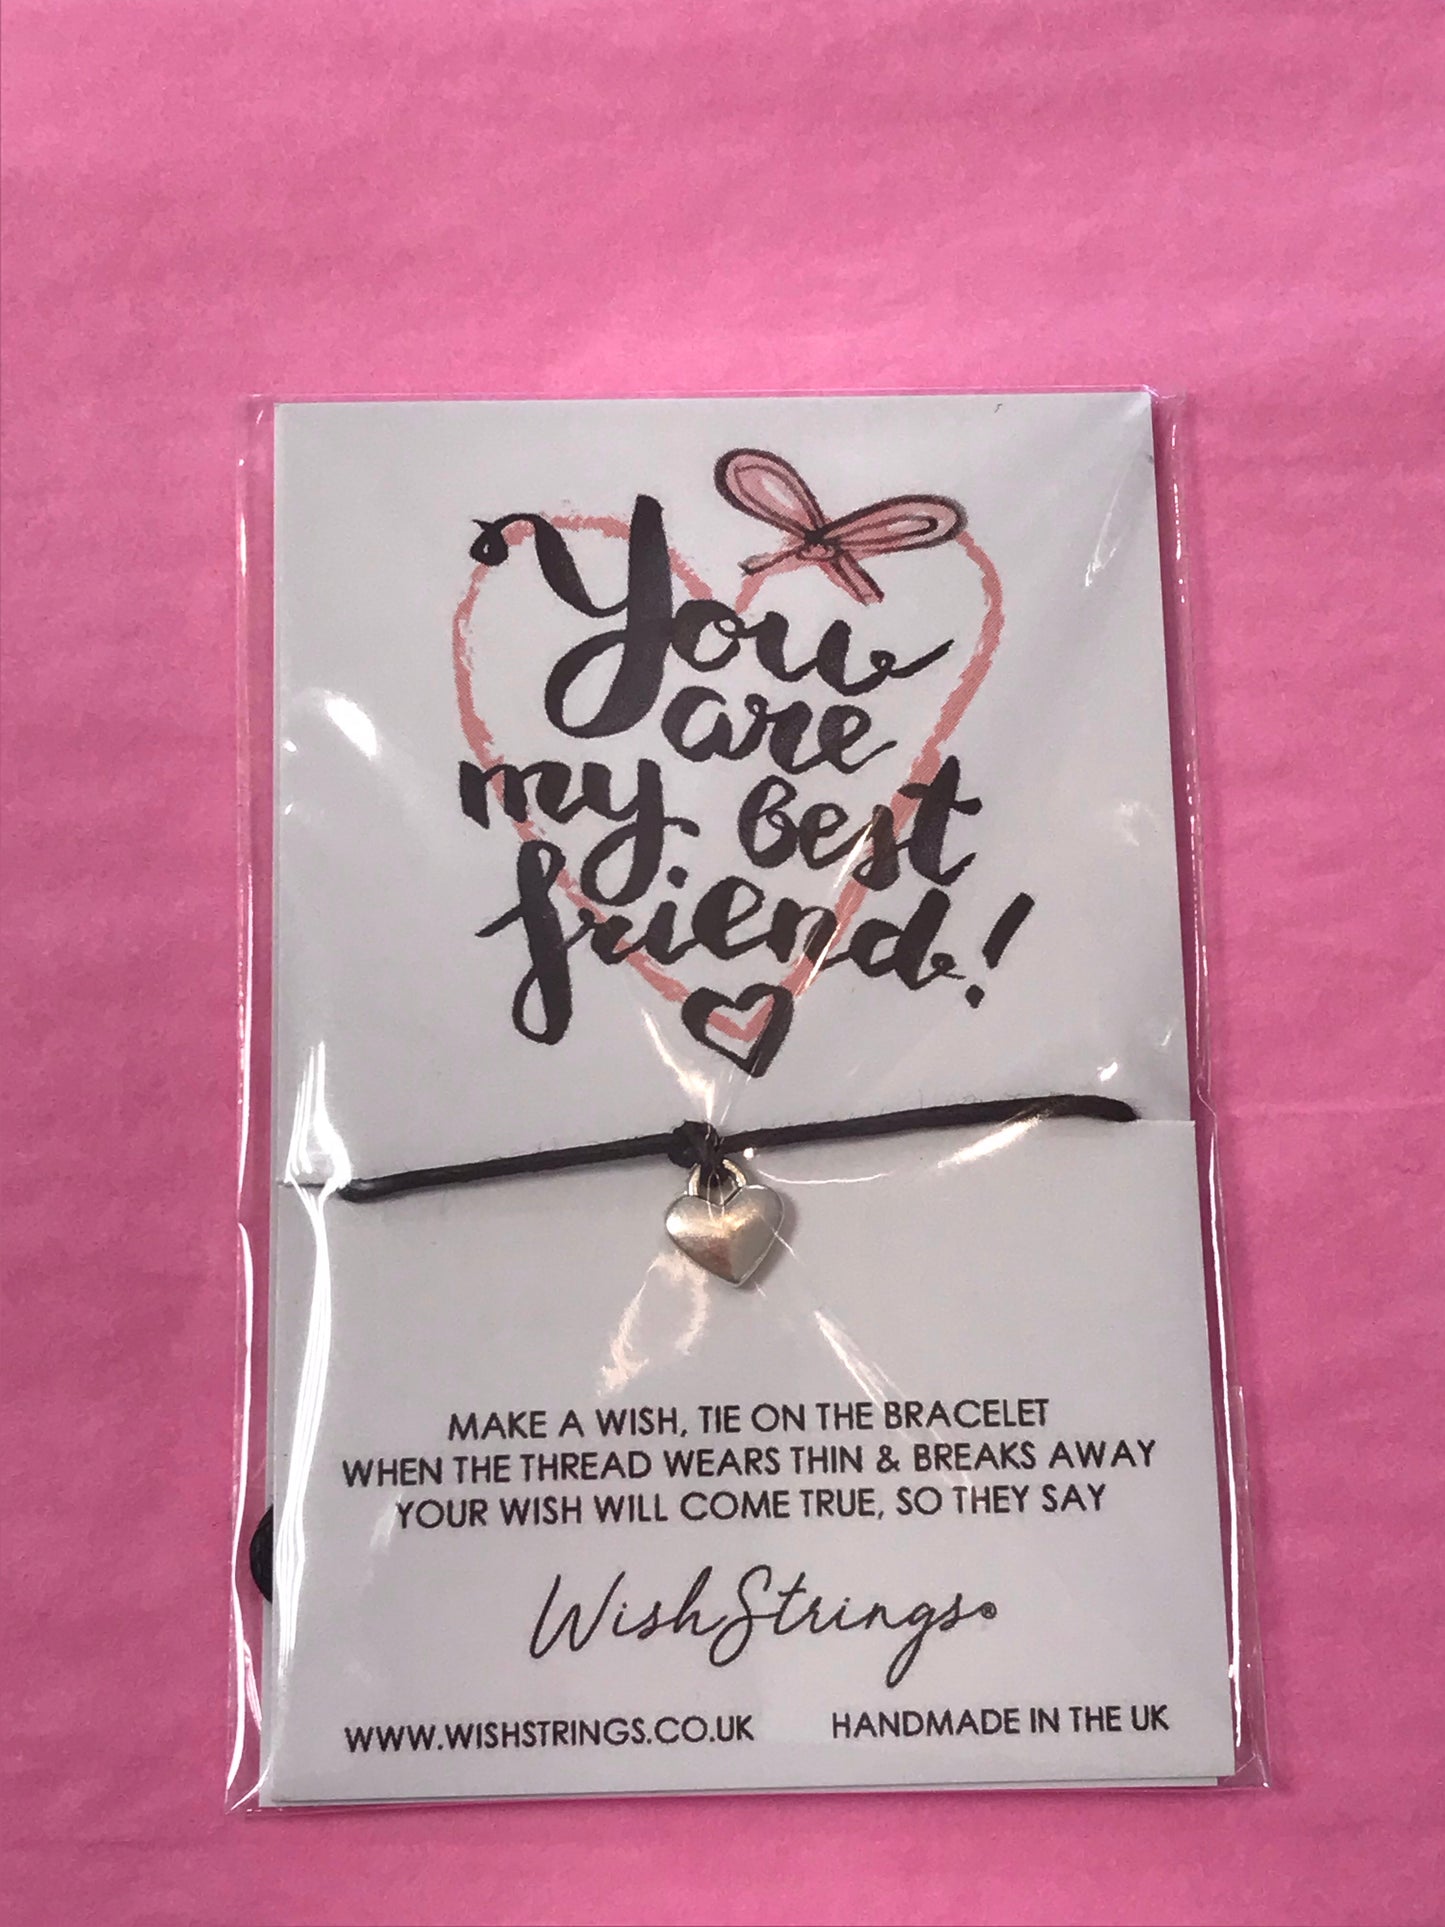 You
are
my best
friend!
MAKE A WISH, TIE ON THE BRACELET
WHEN THE THREAD WEARS THIN & BREAKS AWAY
YOUR WISH WILL COME TRUE, SO THEY SAY
WishStrings®
WWW.WISHSTRINGS.CO.UK HANDMADE IN THE UK